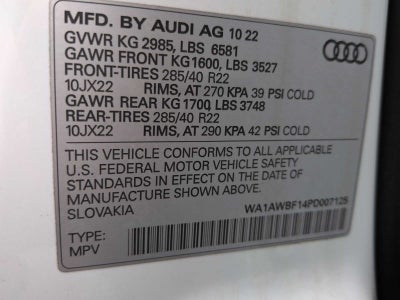 MFD. BY AUDI AG 10 22
GVWR KG 2985, LBS 6581
GAWR FRONT KG1600, LBS 3527
FRONT-TIRES 285/40 R22
10JX22 RIMS, AT 270 KPA 39 PSI COLD
GAWR REAR KG 1700, LBS 3748
REAR-TIRES 285/40 R22
10JX22 RIMS, AT 290 KPA 42 PSI COLD
THIS VEHICLE CONFORMS TO ALL APPLICABLE
U.S. FEDERAL MOTOR VEHICLE SAFETY
STANDARDS IN EFFECT ON THE DATE OF
MANUFACTURE SHOWN ABOVE.
SLOVAKIA WA1AWBF14PD007125
TYPE:
MPV